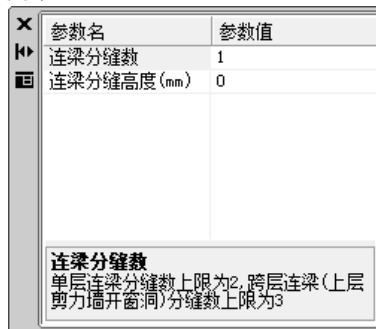 参数名 参数值
连梁分缝数 1
连梁分缝高度(mm) 0
连梁分缝数
单层连梁分缝数上限为2,跨层连梁(上层
剪力墙开窗洞)分缝数上限为3